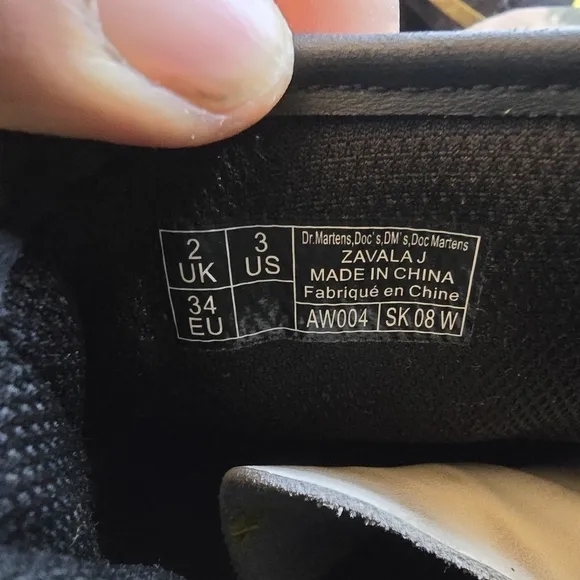 2
UK
3
US
34
EU
Dr.Martens,Doc's,DM's,Doc Martens
ZAVALA J
MADE IN CHINA
Fabriqué en Chine
AW004
SK 08 W